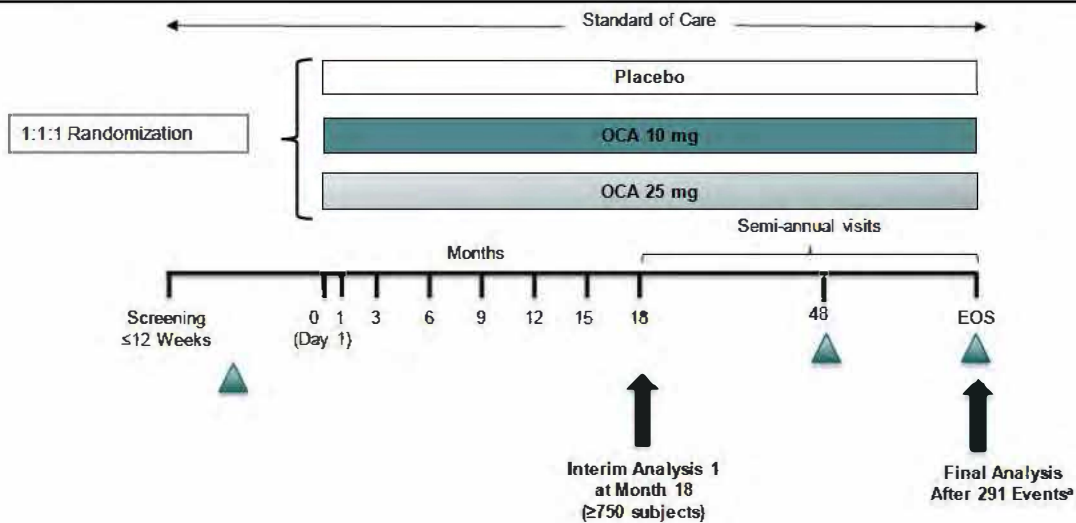 Standard of Care
Placebo
1:1:1 Randomization
OCA 10 mg
OCA 25 mg
Semi-annual visits
Months
Screening
≤12 Weeks
0 1 3 6 9 12 15 18 48 EOS
(Day 1)
Interim Analysis 1
at Month 18
(≥750 subjects)
Final Analysis
After 291 Eventsᵃ